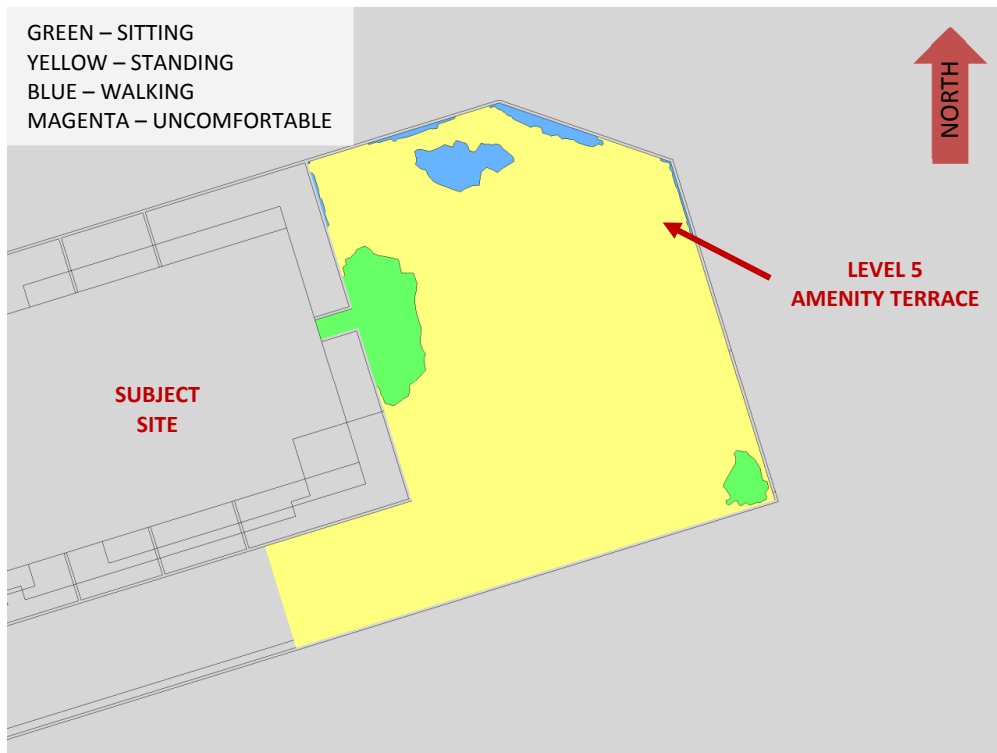 GREEN – SITTING
YELLOW – STANDING
BLUE – WALKING
MAGENTA – UNCOMFORTABLE
NORTH
LEVEL 5
AMENITY TERRACE
SUBJECT
SITE